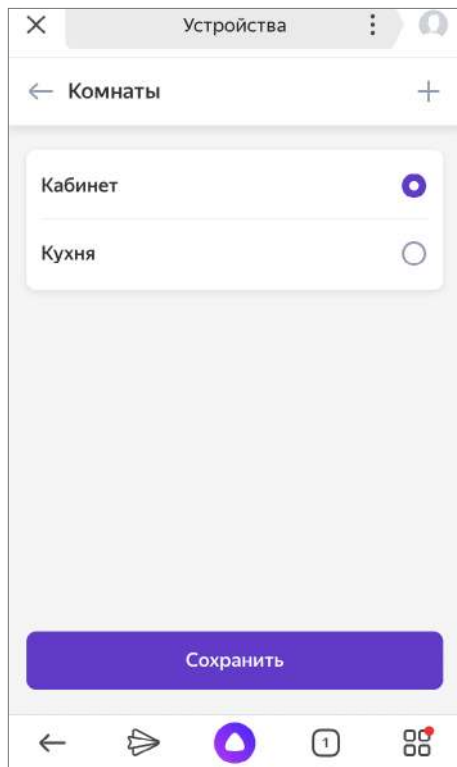 Устройства
Комнаты
Кабинет
Кухня
Сохранить
1